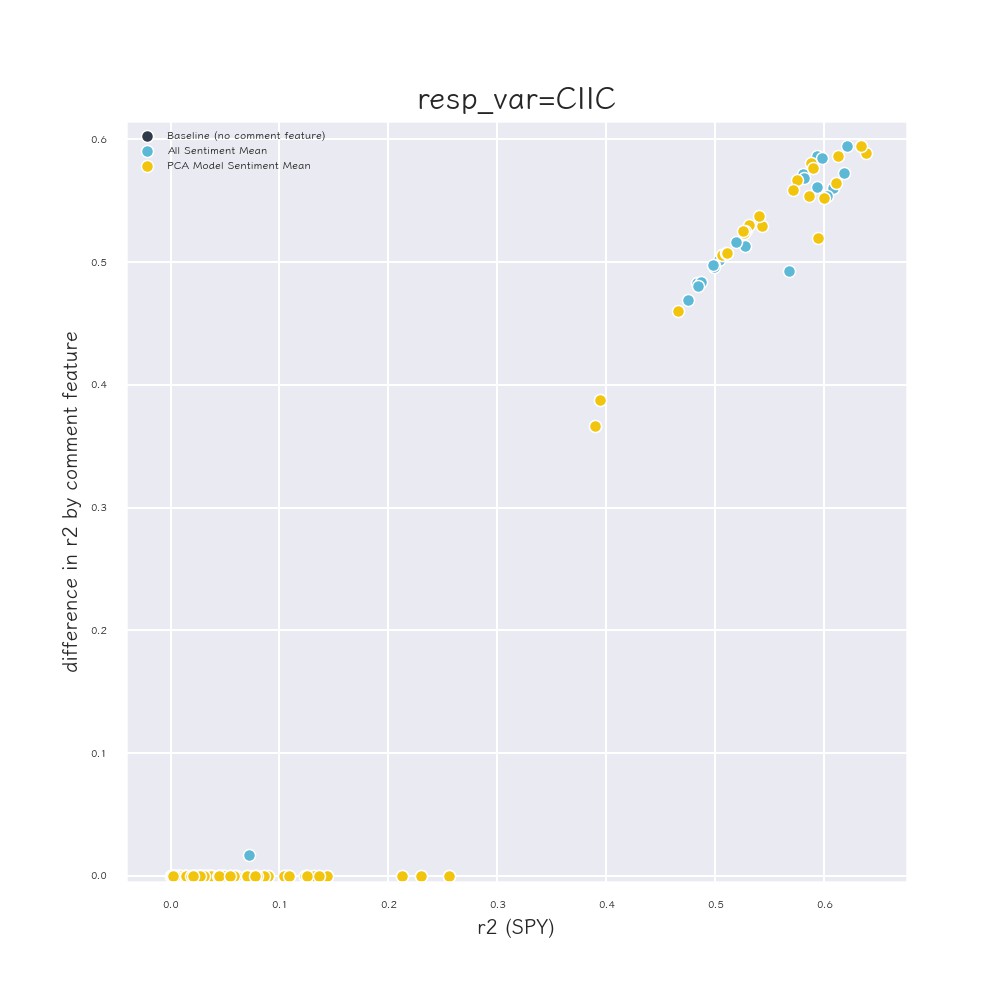 resp_var=CIIC
Baseline (no comment feature)
All Sentiment Mean
PCA Model Sentiment Mean
difference in r2 by comment feature
0.6
0.5
0.4
0.3
0.2
0.1
0.0
0.0 0.1 0.2 0.3 0.4 0.5 0.6
r2 (SPY)